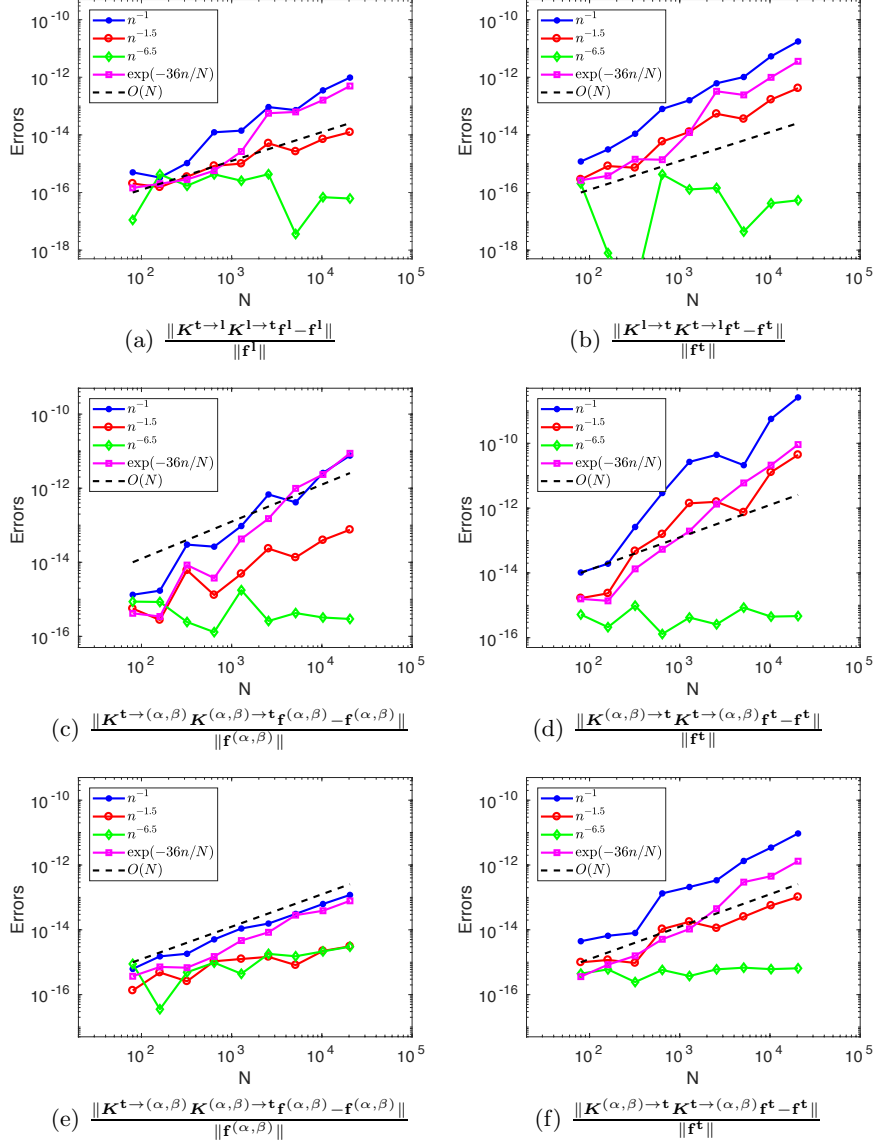 10^{-10}
10^{-12}
10^{-14}
10^{-16}
10^{-18}
Errors
n^{-1}
n^{-1.5}
n^{-6.5}
exp(−36n/N)
O(N)
10^2 10^3 10^4 10^5
N
(a) ‖K^{t→l}K^{l→t}f^l−f^l‖ / ‖f^l‖
10^{-10}
10^{-12}
10^{-14}
10^{-16}
10^{-18}
Errors
n^{-1}
n^{-1.5}
n^{-6.5}
exp(−36n/N)
O(N)
10^2 10^3 10^4 10^5
N
(b) ‖K^{l→t}K^{t→l}f^t−f^t‖ / ‖f^t‖
10^{-10}
10^{-12}
10^{-14}
10^{-16}
Errors
n^{-1}
n^{-1.5}
n^{-6.5}
exp(−36n/N)
O(N)
10^2 10^3 10^4 10^5
N
(c) ‖K^{t→(α,β)}K^{(α,β)→t}f^{(α,β)}−f^{(α,β)}‖ / ‖f^{(α,β)}‖
10^{-10}
10^{-12}
10^{-14}
10^{-16}
Errors
n^{-1}
n^{-1.5}
n^{-6.5}
exp(−36n/N)
O(N)
10^2 10^3 10^4 10^5
N
(d) ‖K^{(α,β)→t}K^{t→(α,β)}f^t−f^t‖ / ‖f^t‖
10^{-10}
10^{-12}
10^{-14}
10^{-16}
Errors
n^{-1}
n^{-1.5}
n^{-6.5}
exp(−36n/N)
O(N)
10^2 10^3 10^4 10^5
N
(e) ‖K^{t→(α,β)}K^{(α,β)→t}f^{(α,β)}−f^{(α,β)}‖ / ‖f^{(α,β)}‖
10^{-10}
10^{-12}
10^{-14}
10^{-16}
Errors
n^{-1}
n^{-1.5}
n^{-6.5}
exp(−36n/N)
O(N)
10^2 10^3 10^4 10^5
N
(f) ‖K^{(α,β)→t}K^{t→(α,β)}f^t−f^t‖ / ‖f^t‖